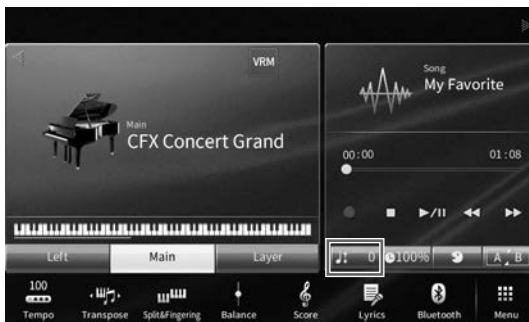 VRM
Main
CFX Concert Grand
Song
My Favorite
00:00
01:08
Left
Main
Layer
0
100%
A B
100
Tempo
Transpose
Split&Fingering
Balance
Score
Lyrics
Bluetooth
Menu